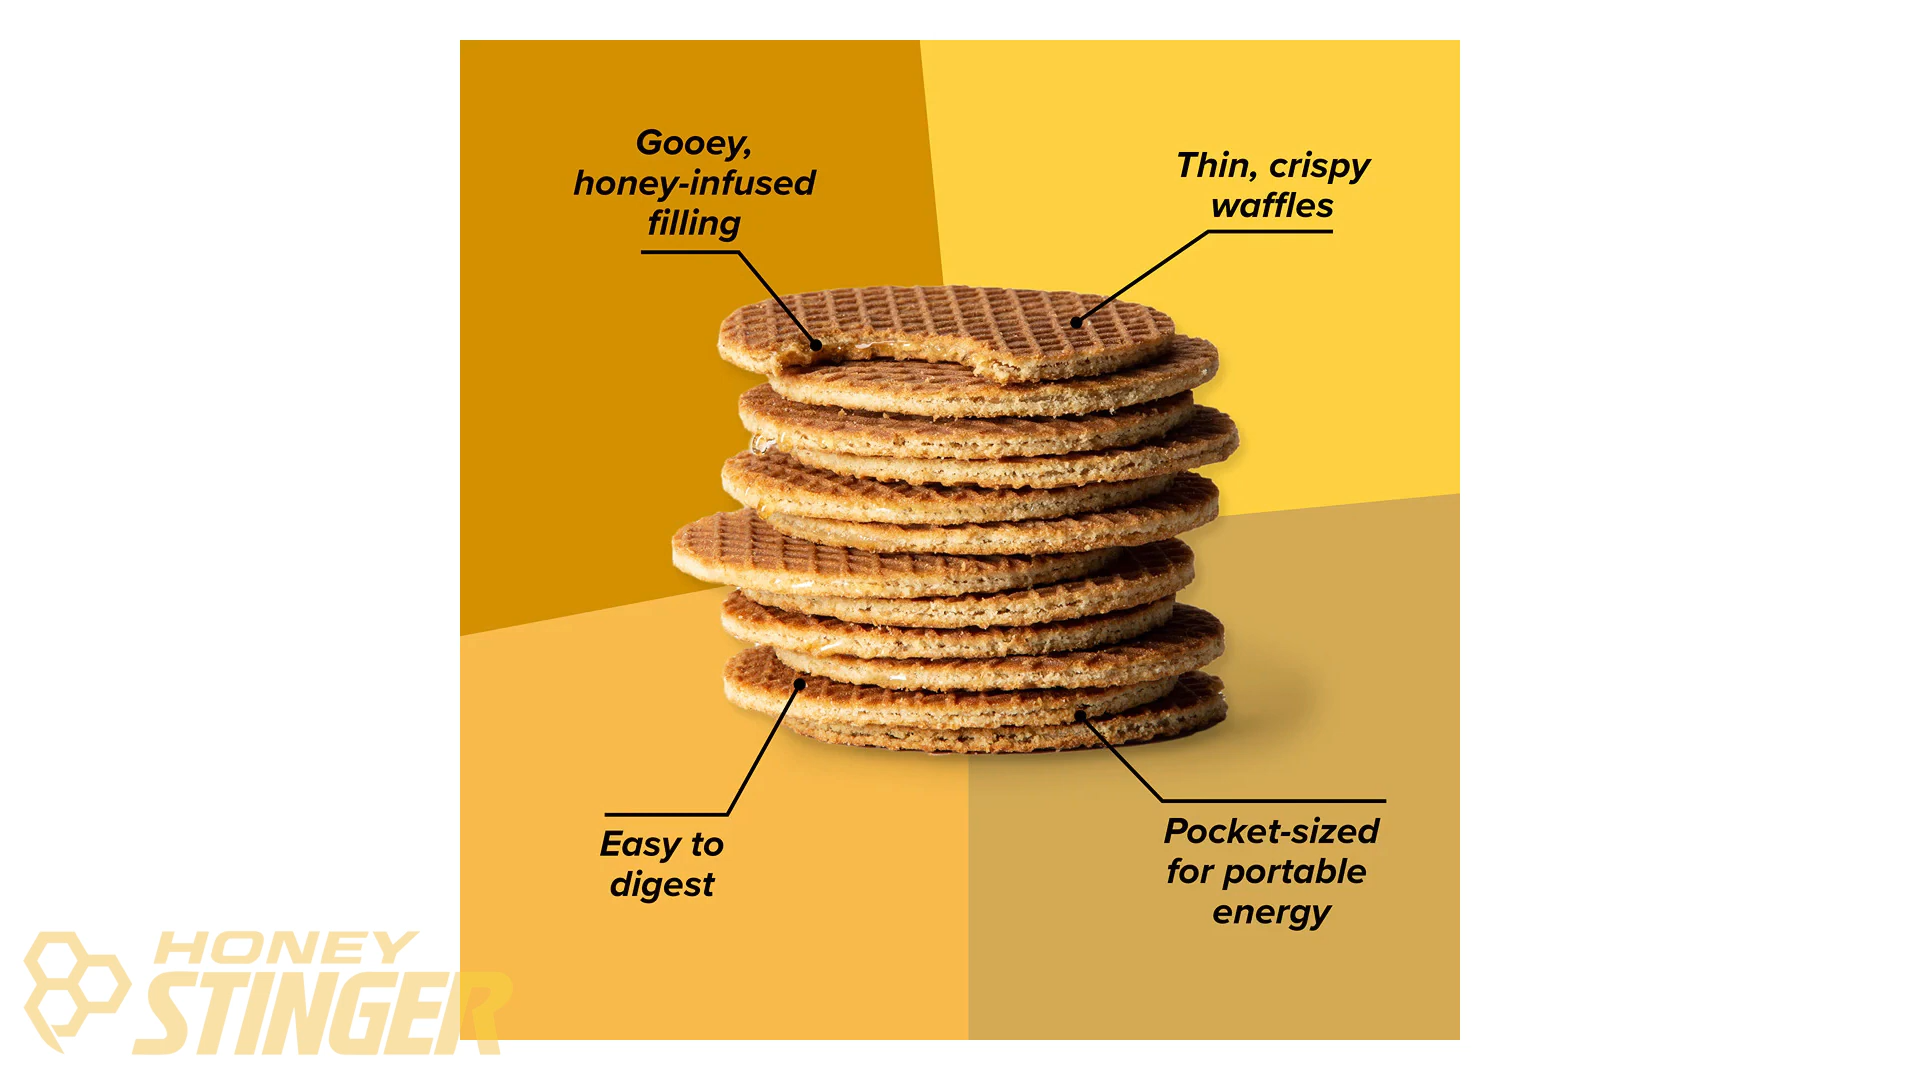 Gooey,
honey-infused
filling
Thin, crispy
waffles
Easy to
digest
Pocket-sized
for portable
energy
HONEY
STINGER